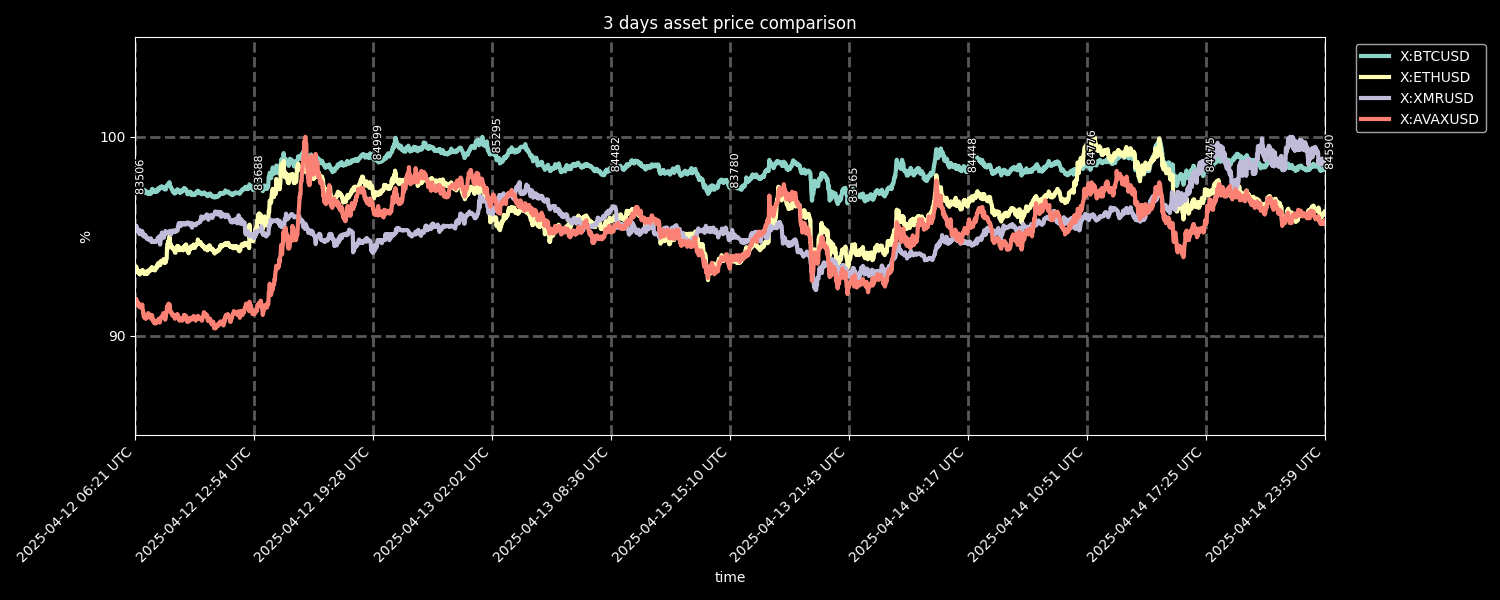 3 days asset price comparison
X:BTCUSD
X:ETHUSD
X:XMRUSD
X:AVAXUSD
100
90
%
83506
83688
84999
85295
84482
83780
83165
84448
84475
84590
2025-04-12 06:21 UTC
2025-04-12 12:54 UTC
2025-04-12 19:28 UTC
2025-04-13 02:02 UTC
2025-04-13 08:36 UTC
2025-04-13 15:10 UTC
2025-04-13 21:43 UTC
2025-04-14 04:17 UTC
2025-04-14 10:51 UTC
2025-04-14 17:25 UTC
2025-04-14 23:59 UTC
time